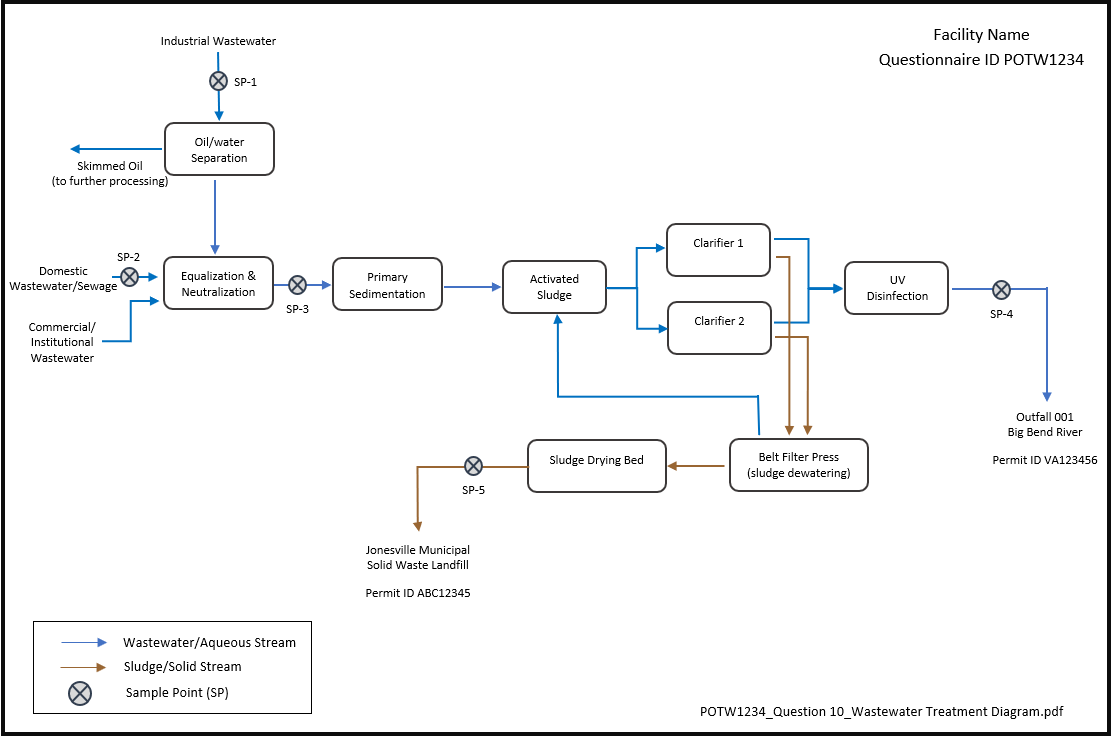 Facility Name
Questionnaire ID POTW1234
Industrial Wastewater
SP-1
Oil/water
Separation
Skimmed Oil
(to further processing)
SP-2
Domestic
Wastewater/Sewage
Commercial/
Institutional
Wastewater
Equalization &
Neutralization
SP-3
Primary
Sedimentation
Activated
Sludge
Clarifier 1
Clarifier 2
UV
Disinfection
SP-4
Outfall 001
Big Bend River
Permit ID VA123456
Belt Filter Press
(sludge dewatering)
Sludge Drying Bed
SP-5
Jonesville Municipal
Solid Waste Landfill
Permit ID ABC12345
Wastewater/Aqueous Stream
Sludge/Solid Stream
Sample Point (SP)
POTW1234_Question 10_Wastewater Treatment Diagram.pdf